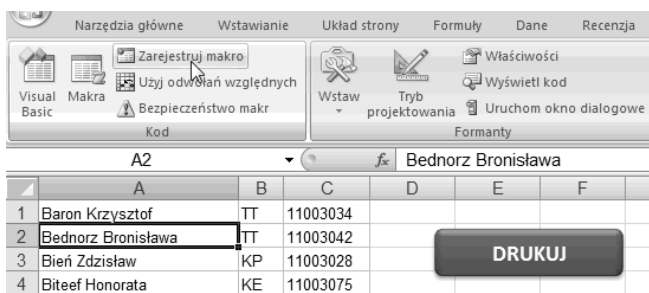 Narzędzia główne Wstawianie Układ strony Formuły Dane Recenzja
Visual Basic
Makra
Zarejestruj makro
Użyj odwołań względnych
Bezpieczeństwo makr
Kod
Wstaw
Tryb projektowania
Właściwości
Wyświetl kod
Uruchom okno dialogowe
Formanty
A2 fx Bednorz Bronisława
A B C D E F
1 Baron Krzysztof TT 11003034
2 Bednorz Bronisława TT 11003042
3 Bień Zdzisław KP 11003028
4 Biteef Honorata KE 11003075
DRUKUJ